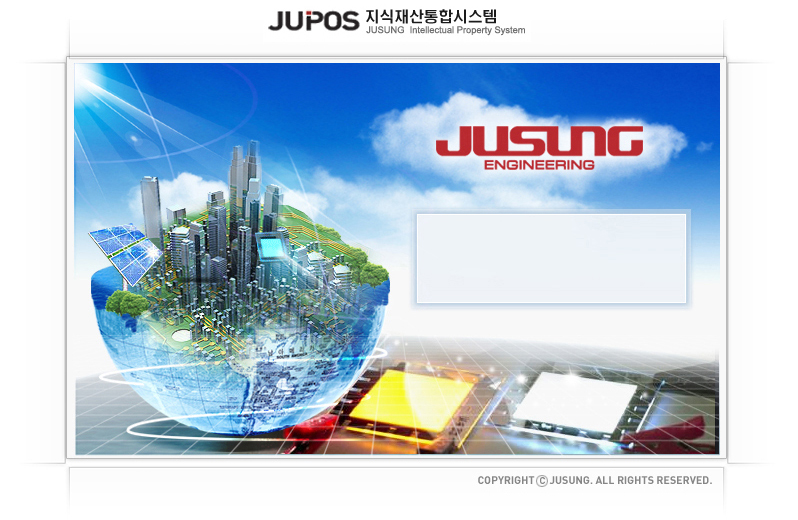 JUPOS 지식재산통합시스템
JUSUNG Intellectual Property System
JUSUNG
ENGINEERING
COPYRIGHT Ⓒ JUSUNG. ALL RIGHTS RESERVED.